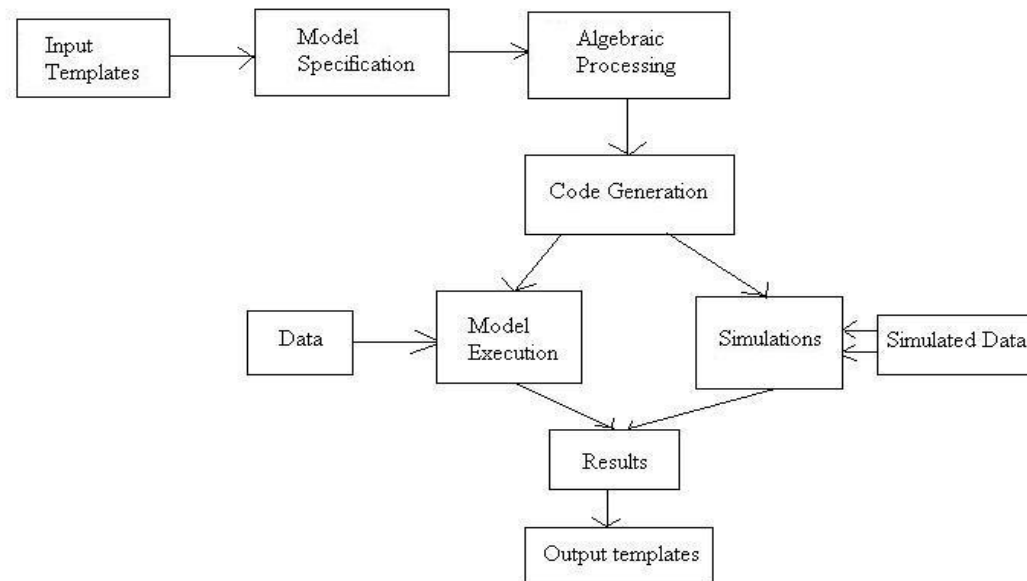 Input
Templates
Model
Specification
Algebraic
Processing
Code Generation
Data
Model
Execution
Simulations
Simulated Data
Results
Output templates